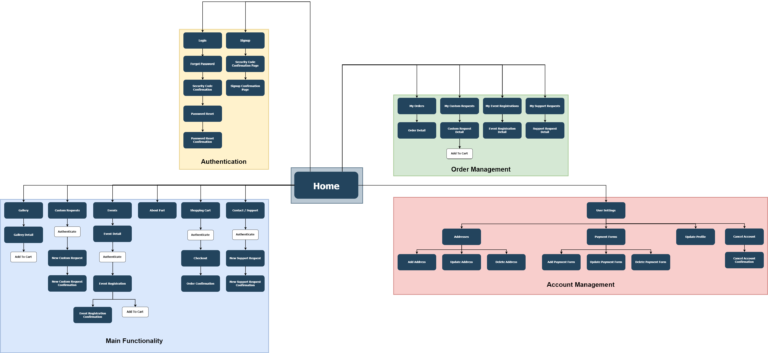 Login
Signup
Forgot Password
Security Code
Confirmation Page
Security Code
Confirmation
Signup Confirmation
Page
Password Reset
Password Reset
Confirmation
Authentication
My Orders
My Custom Requests
My Event Registrations
My Support Requests
Order Detail
Custom Request
Detail
Event Registration
Detail
Support Request
Detail
Add To Cart
Order Management
Home
Gallery
Custom Requests
Events
About Fuel
Shopping Cart
Contact / Support
Gallery Detail
Authenticate
Event Detail
Authenticate
Authenticate
Add To Cart
New Custom Request
Authenticate
Checkout
New Support Request
New Custom Request
Confirmation
Event Registration
Order Confirmation
New Support Request
Confirmation
Event Registration
Confirmation
Add To Cart
Main Functionality
User Settings
Addresses
Payment Forms
Update Profile
Cancel Account
Add Address
Update Address
Delete Address
Add Payment Form
Update Payment Form
Delete Payment Form
Cancel Account
Confirmation
Account Management